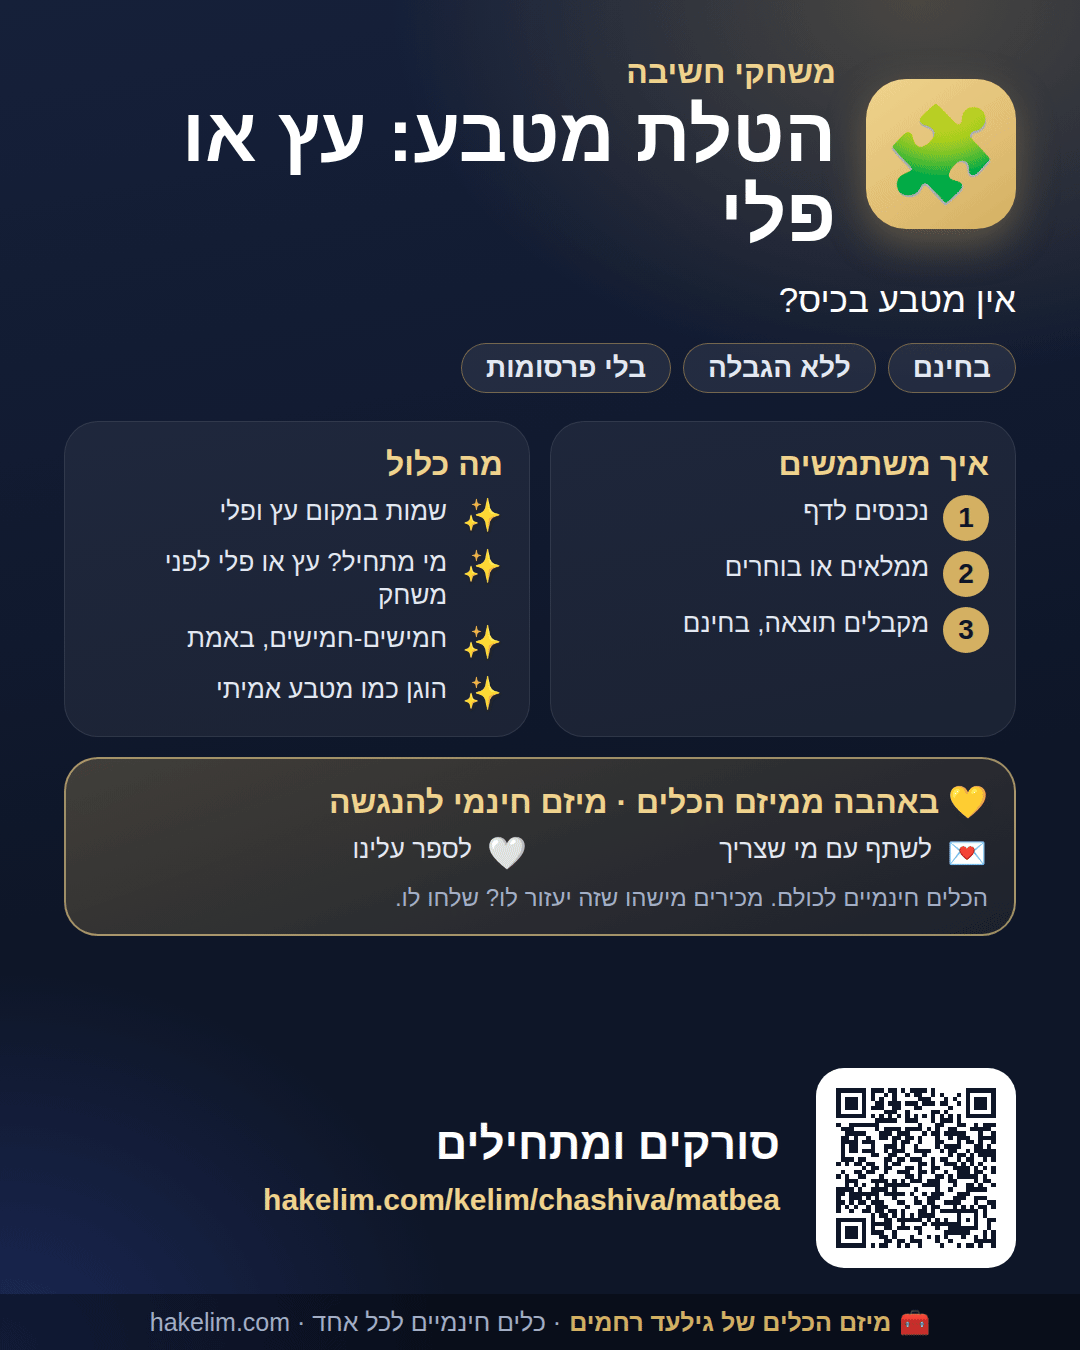 משחקי חשיבה
הטלת מטבע: עץ או
פלי
אין מטבע בכיס?
בחינם
ללא הגבלה
בלי פרסומות
איך משתמשים
1 נכנסים לדף
2 ממלאים או בוחרים
3 מקבלים תוצאה, בחינם
מה כלול
שמות במקום עץ ופלי
מי מתחיל? עץ או פלי לפני
משחק
חמישים-חמישים, באמת
הוגן כמו מטבע אמיתי
באהבה ממיזם הכלים · מיזם חינמי להנגשה
לשתף עם מי שצריך
לספר עלינו
הכלים חינמיים לכולם. מכירים מישהו שזה יעזור לו? שלחו לו.
סורקים ומתחילים
hakelim.com/kelim/chashiva/matbea
מיזם הכלים של גילעד רחמים · כלים חינמיים לכל אחד · hakelim.com